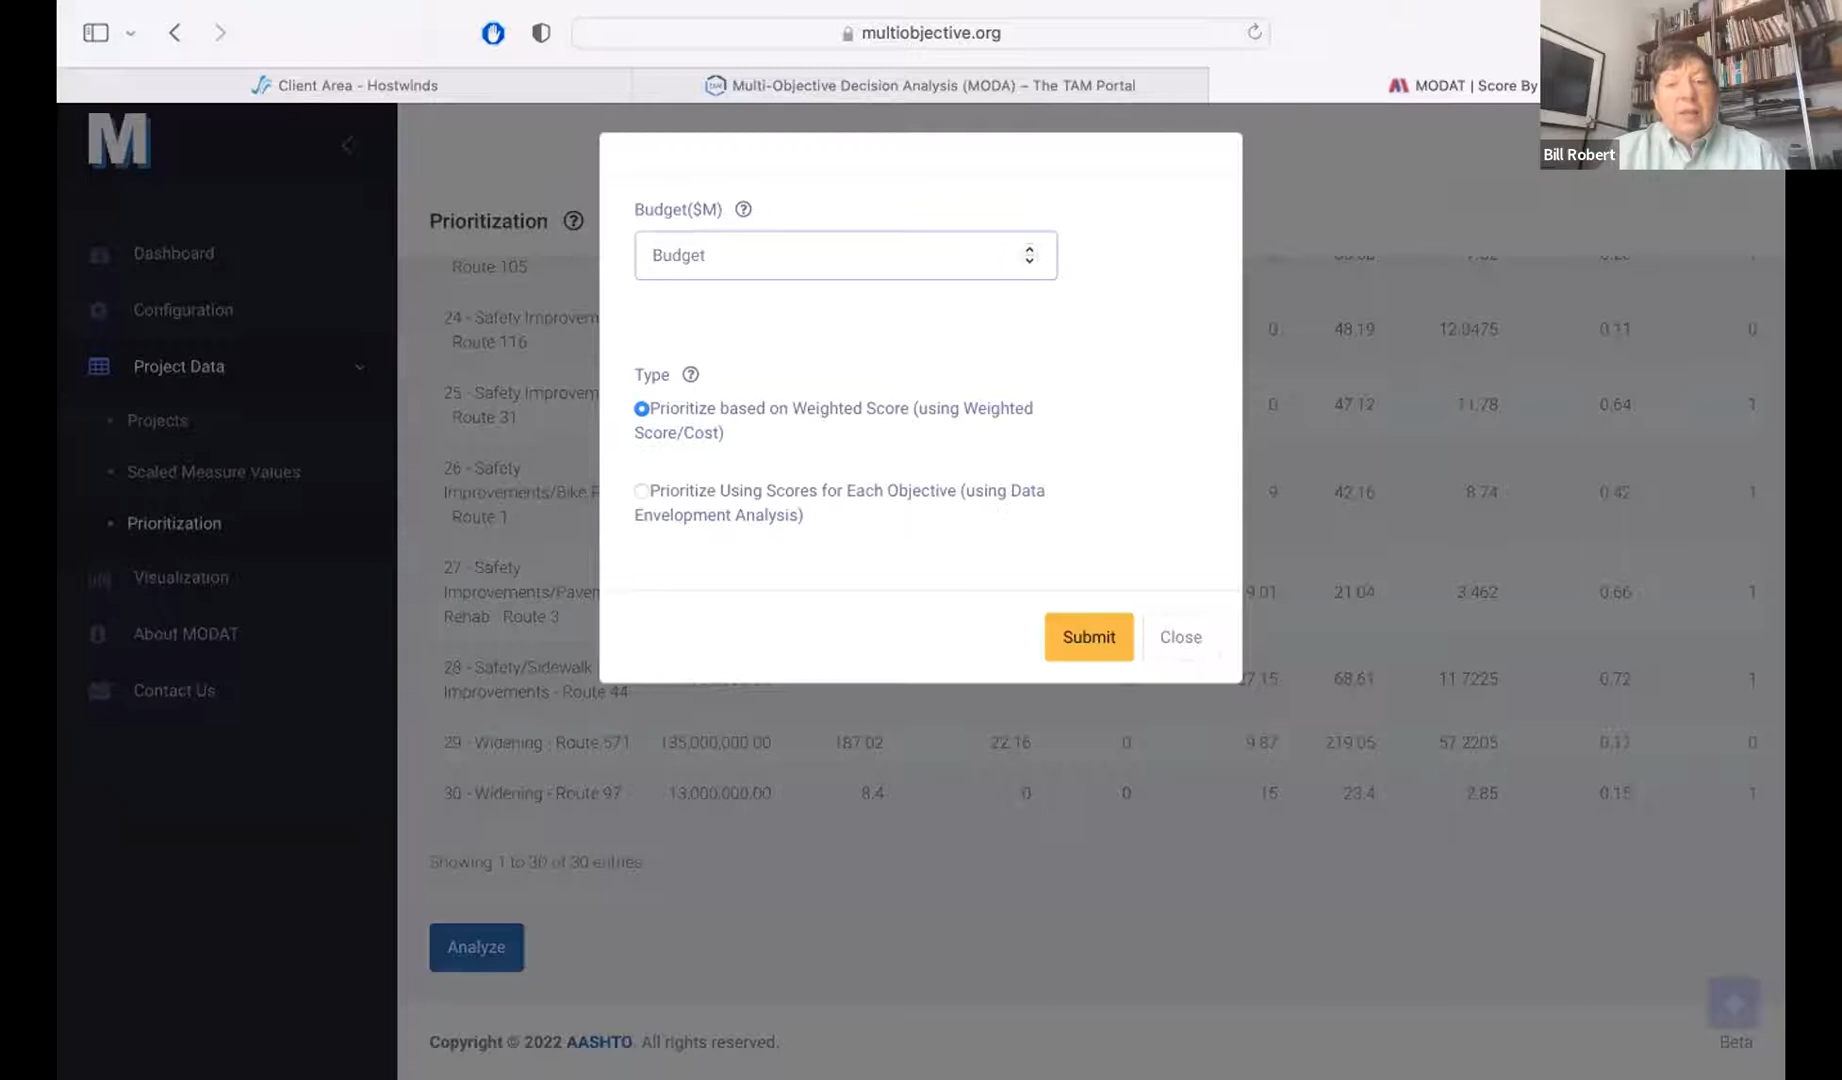 multiobjective.org
Client Area - Hostwinds
Multi-Objective Decision Analysis (MODA) – The TAM Portal
MODAT | Score By
Bill Robert
M
Dashboard
Configuration
Project Data
Projects
Scaled Measure Values
Prioritization
Visualization
About MODAT
Contact Us
Prioritization
Route 105
24 - Safety Improvem
Route 116
0 48.19 12.0475 0.11 0
25 - Safety Improvem
Route 31
0 47.12 11.78 0.64 1
26 - Safety
Improvements/Bike
Route 1
9 42.16 8.74 0.42 1
27 - Safety
Improvements/Paven
Rehab - Route 3
9.01 21.04 3.462 0.66 1
28 - Safety/Sidewalk
Improvements - Route 44
7.15 68.61 11.7225 0.72 1
29 - Widening - Route 571 135,000,000.00 187.02 22.16 0 9.87 219.05 57.2205 0.17 0
30 - Widening - Route 97 13,000,000.00 8.4 0 0 15 23.4 2.85 0.15 1
Showing 1 to 30 of 30 entries
Analyze
Copyright © 2022 AASHTO. All rights reserved.
Beta
Budget($M)
Budget
Type
Prioritize based on Weighted Score (using Weighted
Score/Cost)
Prioritize Using Scores for Each Objective (using Data
Envelopment Analysis)
Submit
Close